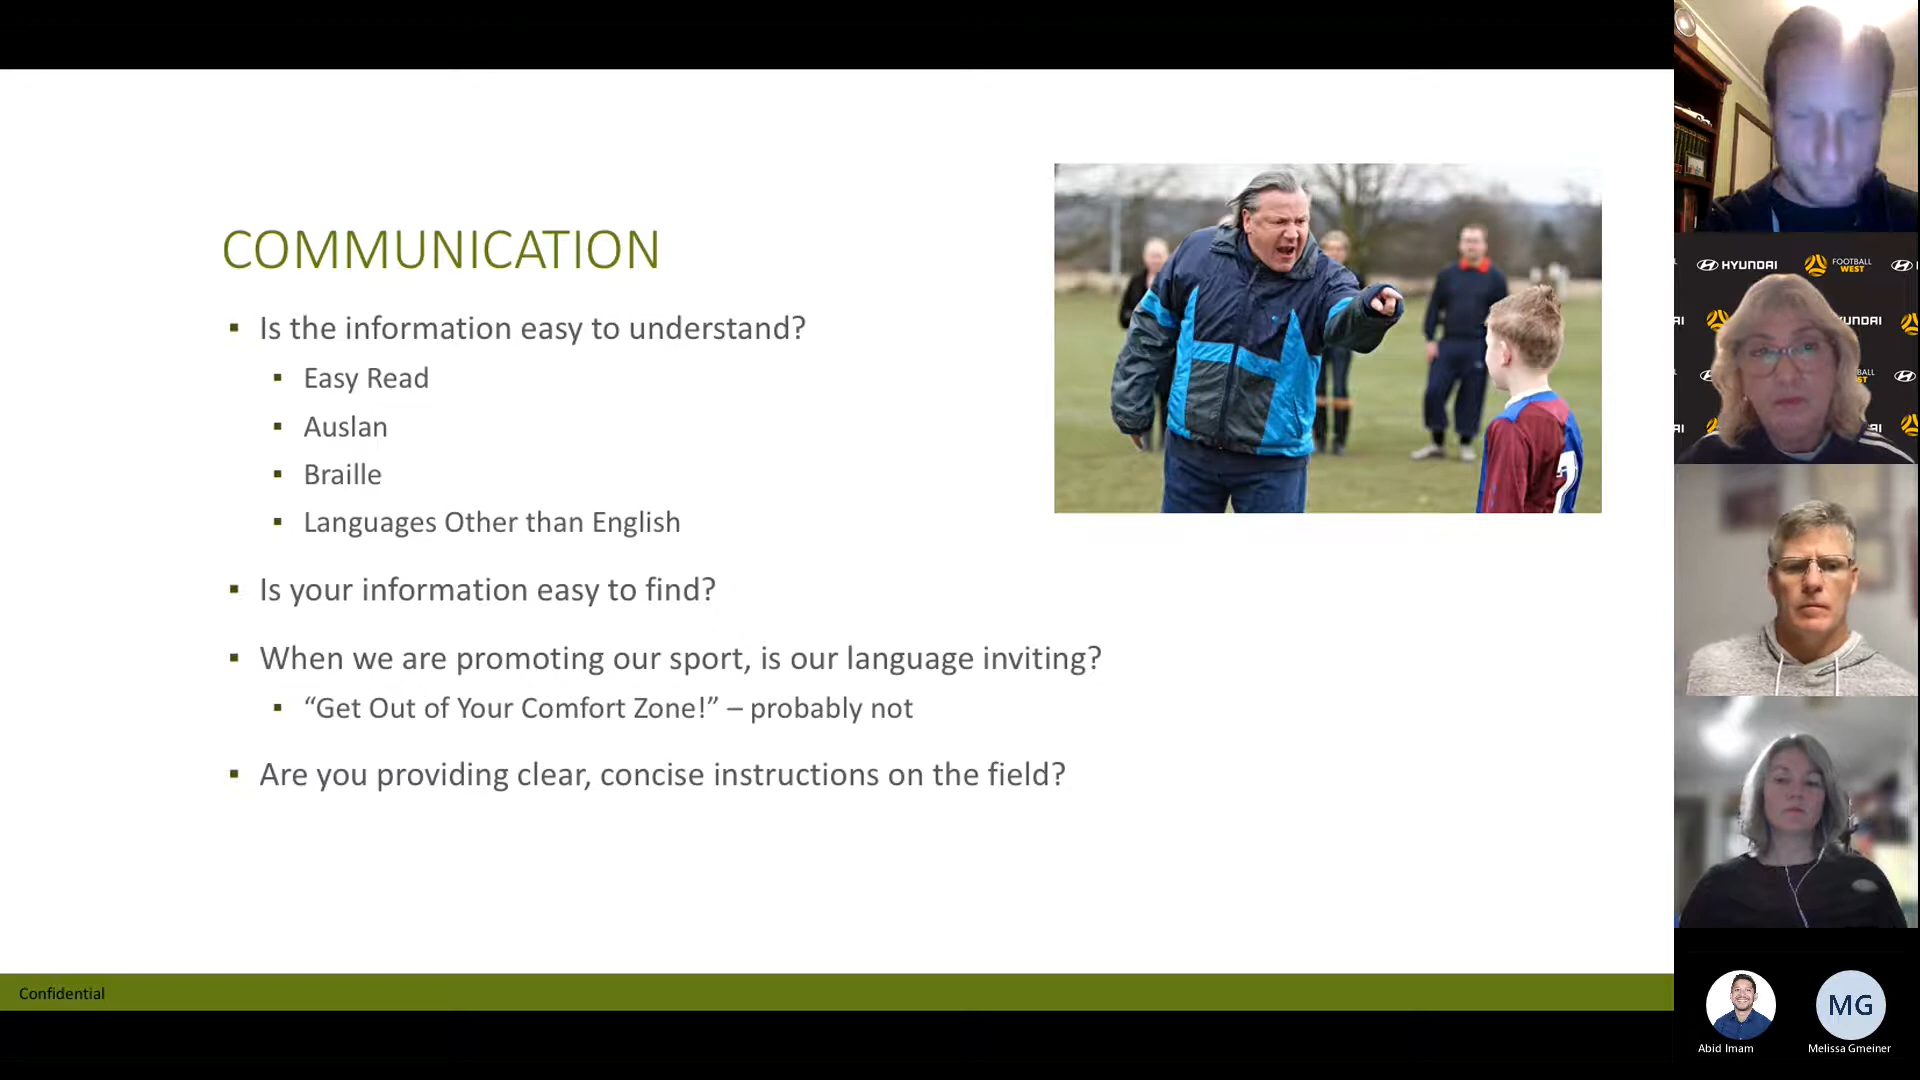 COMMUNICATION
▪ Is the information easy to understand?
▪ Easy Read
▪ Auslan
▪ Braille
▪ Languages Other than English
▪ Is your information easy to find?
▪ When we are promoting our sport, is our language inviting?
▪ “Get Out of Your Comfort Zone!” – probably not
▪ Are you providing clear, concise instructions on the field?
Confidential
7
HYUNDAI
FOOTBALL
WEST
Abid Imam
MG
Melissa Gmeiner